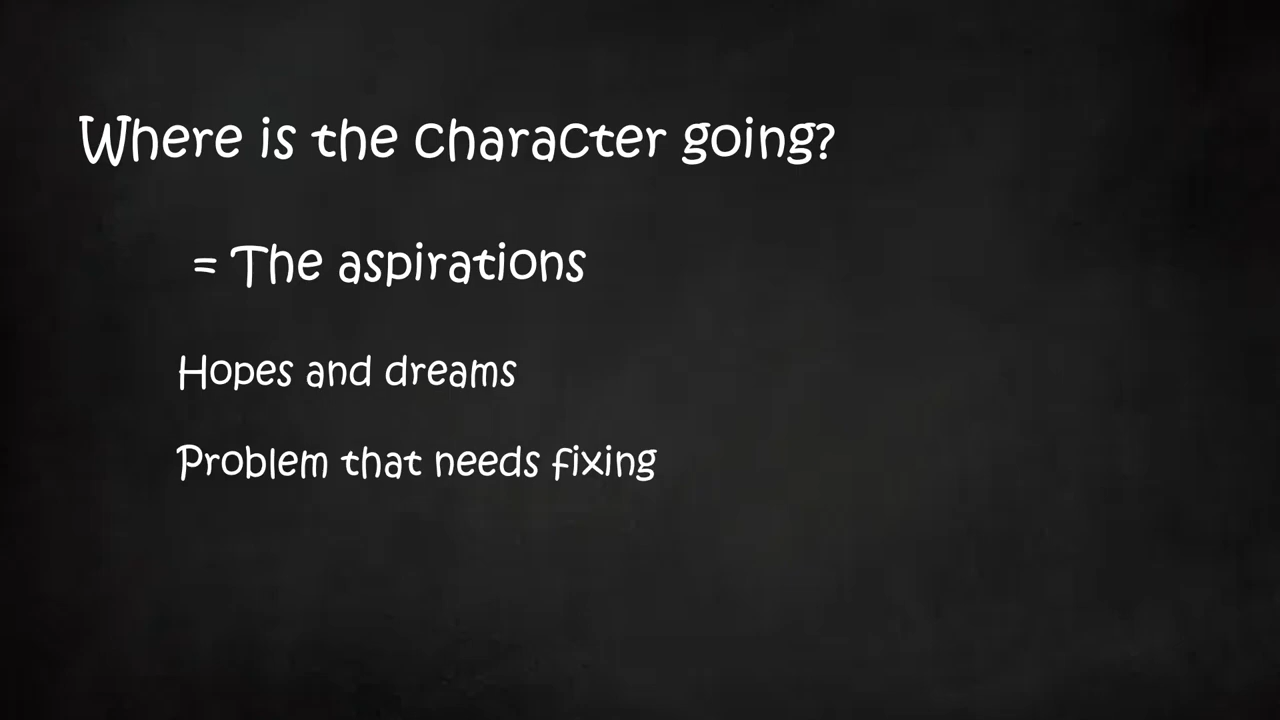 Where is the character going?
= The aspirations
Hopes and dreams
Problem that needs fixing